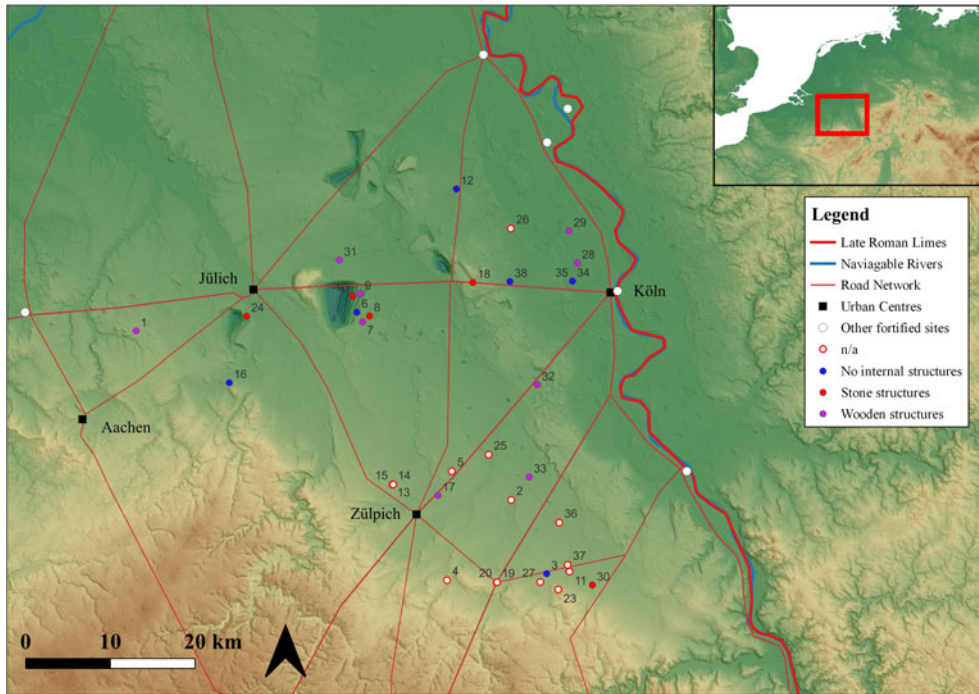 12
26
29
31
28
Jülich
18
38
35
34
Köln
9
6
8
24
7
1
16
32
Aachen
25
5
15
14
33
13
17
2
Zülpich
36
37
4
3
20
19
27
11
30
23
0
20 km
10
Legend
Late Roman Limes
Naviagable Rivers
Road Network
Urban Centres
Other fortified sites
n/a
No internal structures
Stone structures
Wooden structures